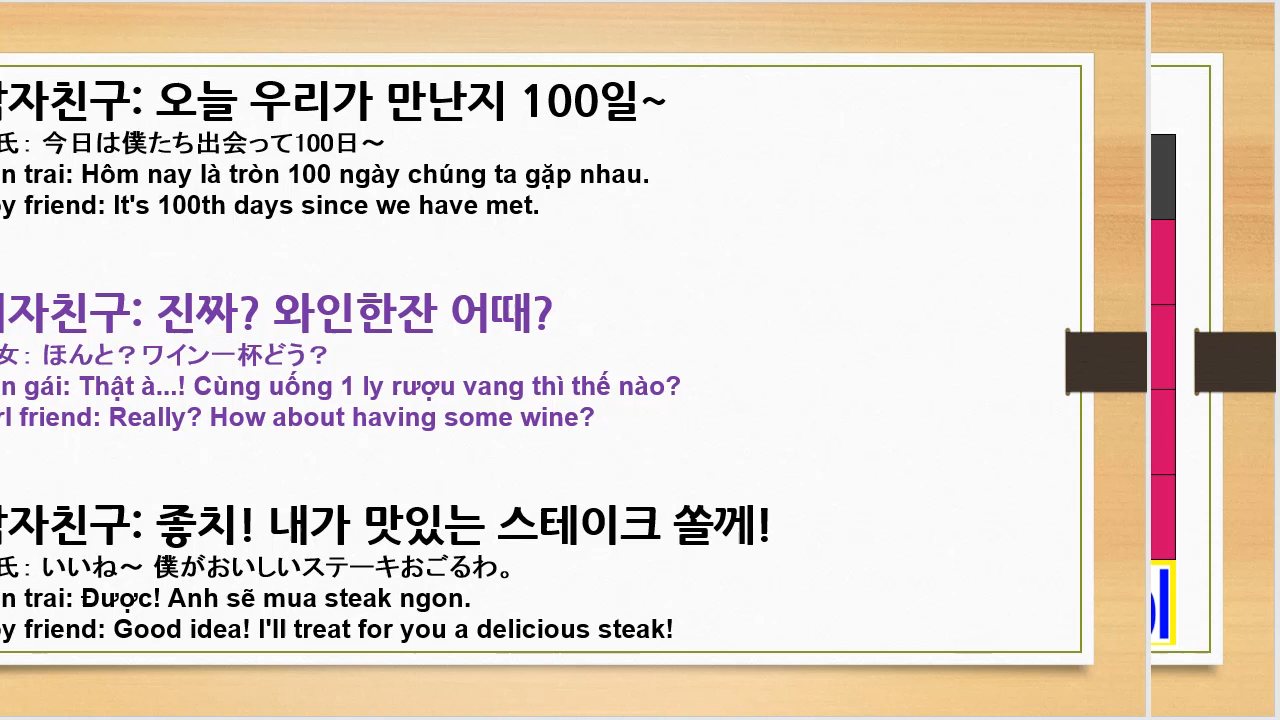 남자친구: 오늘 우리가 만난지 100일~
氏： 今日は僕たち出会って100日〜
n trai: Hôm nay là tròn 100 ngày chúng ta gặp nhau.
oy friend: It's 100th days since we have met.
자친구: 진짜? 와인한잔 어때?
女： ほんと？ワイン一杯どう？
n gái: Thật à...! Cùng uống 1 ly rượu vang thì thế nào?
rl friend: Really? How about having some wine?
남자친구: 좋치! 내가 맛있는 스테이크 쏠께!
氏： いいね〜 僕がおいしいステーキおごるわ。
n trai: Được! Anh sẽ mua steak ngon.
oy friend: Good idea! I'll treat for you a delicious steak!